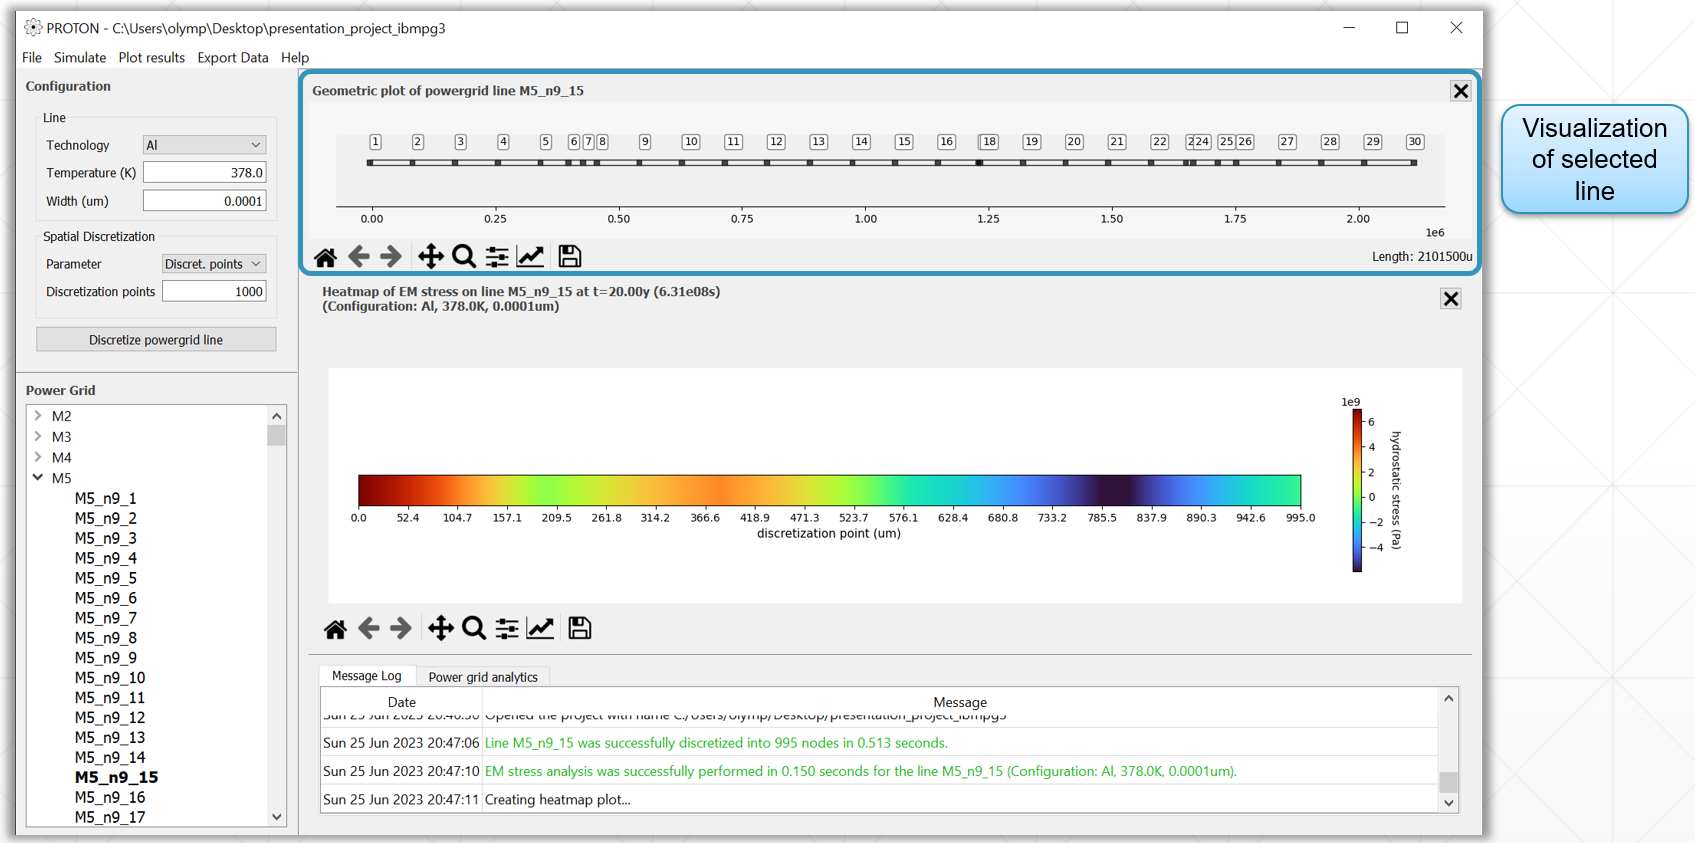 PROTON - C:\Users\olymp\Desktop\presentation_project_ibmpg3
File Simulate Plot results Export Data Help
Configuration
Line
Technology Al
Temperature (K) 378.0
Width (um) 0.0001
Spatial Discretization
Parameter Discret. points
Discretization points 1000
Discretize powergrid line
Power Grid
M2
M3
M4
M5
M5_n9_1
M5_n9_2
M5_n9_3
M5_n9_4
M5_n9_5
M5_n9_6
M5_n9_7
M5_n9_8
M5_n9_9
M5_n9_10
M5_n9_11
M5_n9_12
M5_n9_13
M5_n9_14
M5_n9_15
M5_n9_16
M5_n9_17
Geometric plot of powergrid line M5_n9_15
1 2 3 4 5 6 7 8 9 10 11 12 13 14 15 16 18 19 20 21 22 24 25 26 27 28 29 30
0.00 0.25 0.50 0.75 1.00 1.25 1.50 1.75 2.00
1e6
Length: 2101500u
Heatmap of EM stress on line M5_n9_15 at t=20.00y (6.31e08s)
(Configuration: Al, 378.0K, 0.0001um)
1e9
6
4
2
0
−2
−4
hydrostatic stress (Pa)
0.0 52.4 104.7 157.1 209.5 261.8 314.2 366.6 418.9 471.3 523.7 576.1 628.4 680.8 733.2 785.5 837.9 890.3 942.6 995.0
discretization point (um)
Message Log Power grid analytics
Date Message
Sun 25 Jun 2023 20:46:50 Opened the project with name C:/Users/olymp/Desktop/presentation_project_ibmpg3
Sun 25 Jun 2023 20:47:06 Line M5_n9_15 was successfully discretized into 995 nodes in 0.513 seconds.
Sun 25 Jun 2023 20:47:10 EM stress analysis was successfully performed in 0.150 seconds for the line M5_n9_15 (Configuration: Al, 378.0K, 0.0001um).
Sun 25 Jun 2023 20:47:11 Creating heatmap plot...
Visualization
of selected
line